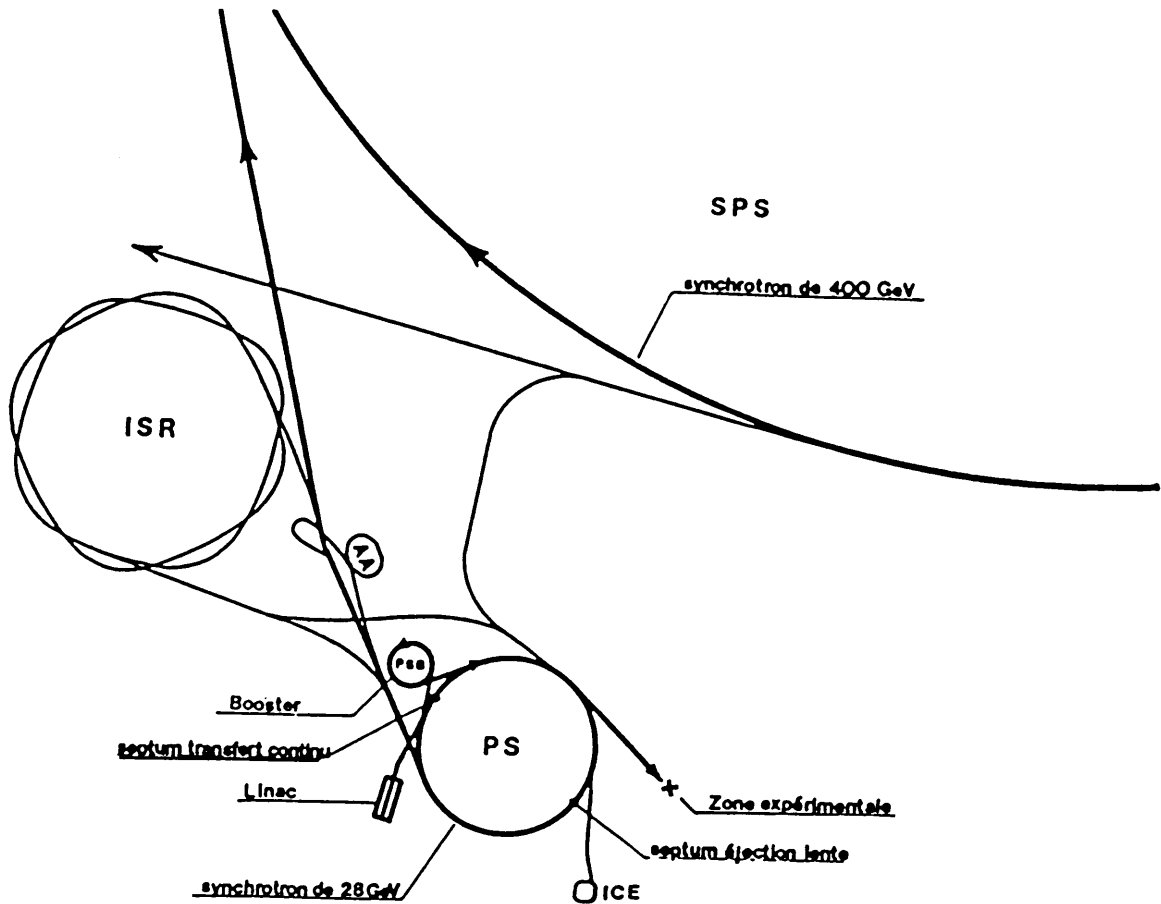 SPS
synchrotron de 400 GeV
ISR
AA
PSB
Booster
septum transfert continu
PS
Linac
Zone expérimentale
septum éjection lente
synchrotron de 28 GeV
ICE